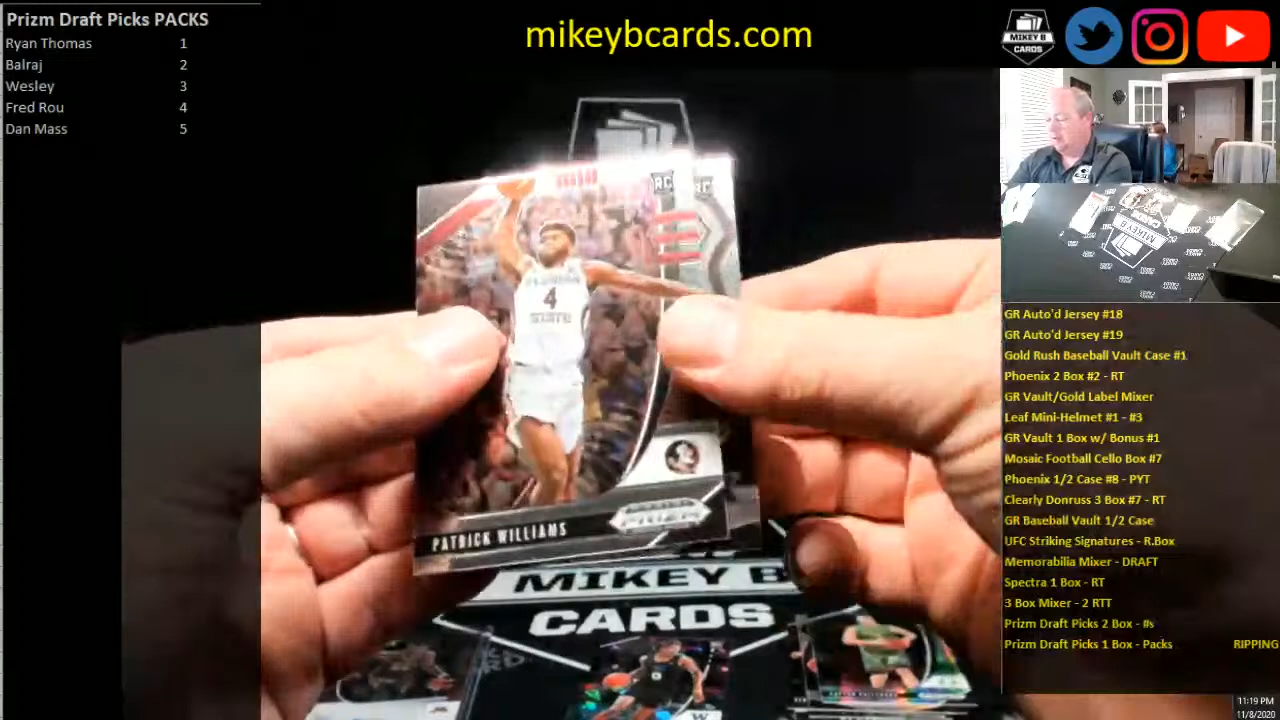 Prizm Draft Picks PACKS
Ryan Thomas 1
Balraj 2
Wesley 3
Fred Rou 4
Dan Mass 5
mikeybcards.com
MIKEY B
CARDS
RC
RC
4
STATE
PATRICK WILLIAMS
PRIZM
MIKEY B
CARDS
W
GR Auto'd Jersey #18
GR Auto'd Jersey #19
Gold Rush Baseball Vault Case #1
Phoenix 2 Box #2 - RT
GR Vault/Gold Label Mixer
Leaf Mini-Helmet #1 - #3
GR Vault 1 Box w/ Bonus #1
Mosaic Football Cello Box #7
Phoenix 1/2 Case #8 - PYT
Clearly Donruss 3 Box #7 - RT
GR Baseball Vault 1/2 Case
UFC Striking Signatures - R.Box
Memorabilia Mixer - DRAFT
Spectra 1 Box - RT
3 Box Mixer - 2 RTT
Prizm Draft Picks 2 Box - #s
Prizm Draft Picks 1 Box - Packs RIPPING
11:19 PM
11/8/2020